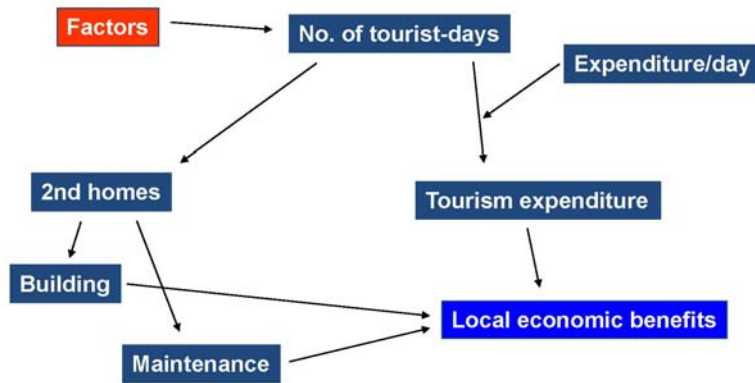 Factors
No. of tourist-days
Expenditure/day
2nd homes
Tourism expenditure
Building
Local economic benefits
Maintenance